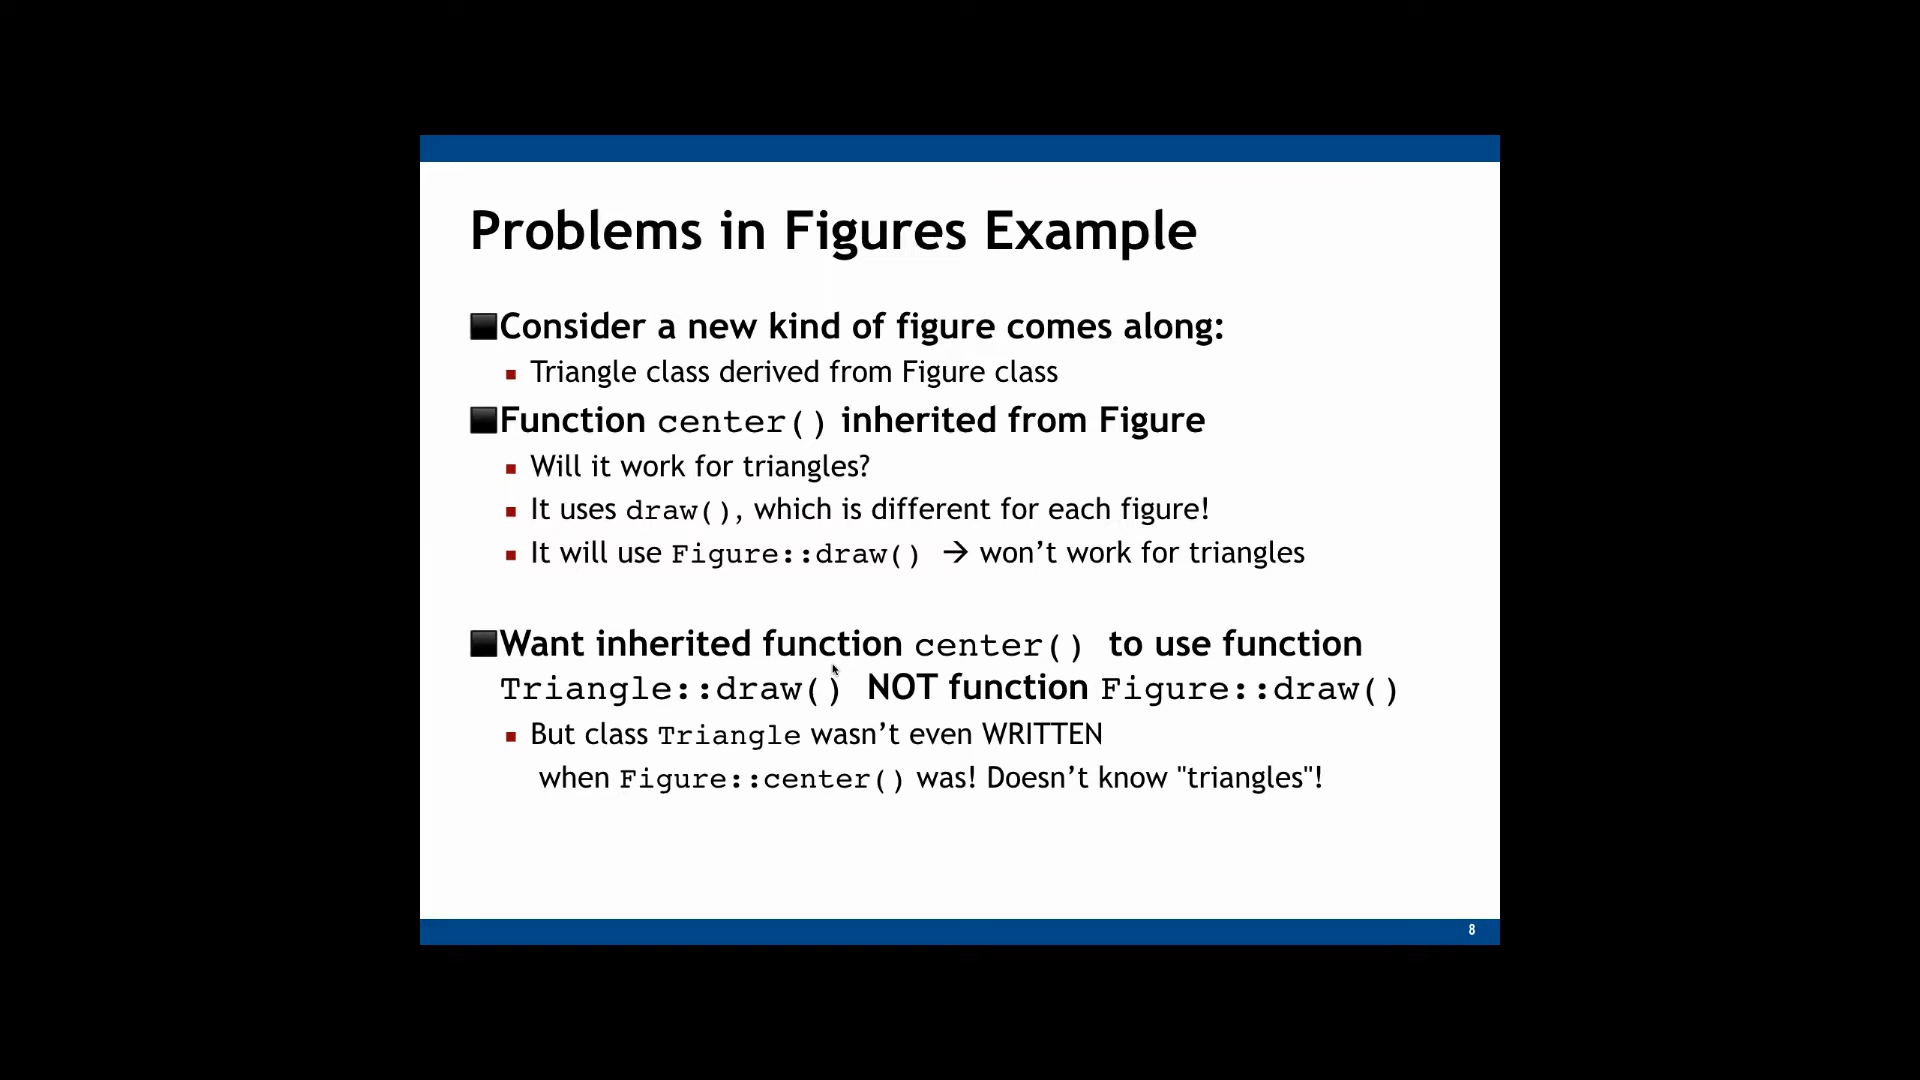 Problems in Figures Example
Consider a new kind of figure comes along:
Triangle class derived from Figure class
Function center() inherited from Figure
Will it work for triangles?
It uses draw(), which is different for each figure!
It will use Figure::draw() → won’t work for triangles
Want inherited function center() to use function
Triangle::draw() NOT function Figure::draw()
But class Triangle wasn’t even WRITTEN
when Figure::center() was! Doesn’t know "triangles"!
8